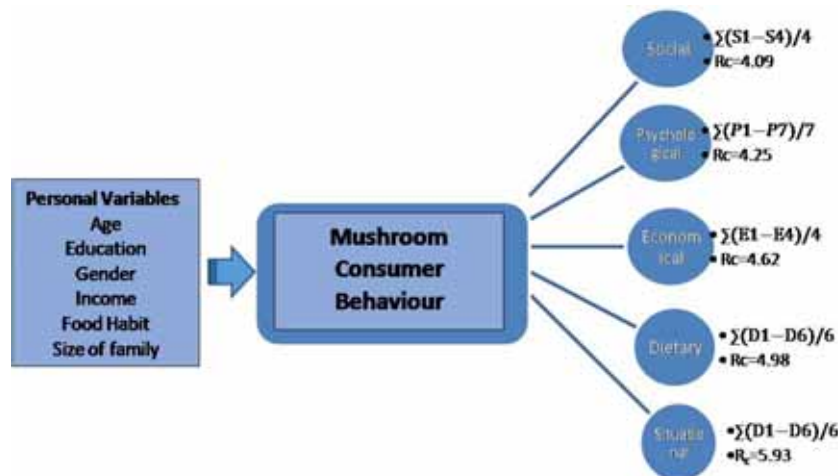 Personal Variables
Age
Education
Gender
Income
Food Habit
Size of family
Mushroom
Consumer
Behaviour
Social
• ∑(S1−S4)/4
• Rc=4.09
Psycholo
gical
• ∑(P1−P7)/7
• Rc=4.25
Econom
ical
• ∑(E1−E4)/4
• Rc=4.62
Dietary
• ∑(D1−D6)/6
• Rc=4.98
Situatio
nal
• ∑(D1−D6)/6
• Rc=5.93